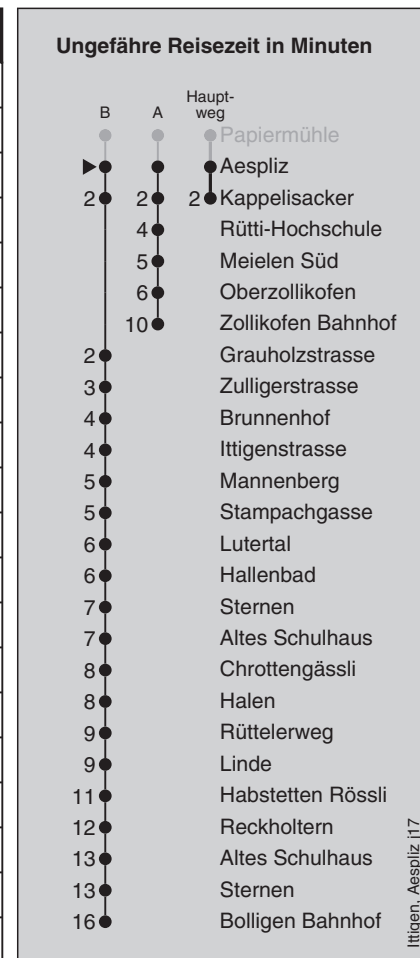 Ungefähre Reisezeit in Minuten
B A Haupt-
weg
Papiermühle
Aespliz
2 2 2 Kappelisacker
4 Rütti-Hochschule
5 Meielen Süd
6 Oberzollikofen
10 Zollikofen Bahnhof
2 Grauholzstrasse
3 Zulligerstrasse
4 Brunnenhof
4 Ittigenstrasse
5 Mannenberg
5 Stampachgasse
6 Lutertal
6 Hallenbad
7 Sternen
7 Altes Schulhaus
8 Chrottengässli
8 Halen
9 Rüttelerweg
9 Linde
11 Habstetten Rössli
12 Reckholtern
13 Altes Schulhaus
13 Sternen
16 Bolligen Bahnhof
Ittigen, Aespliz j17